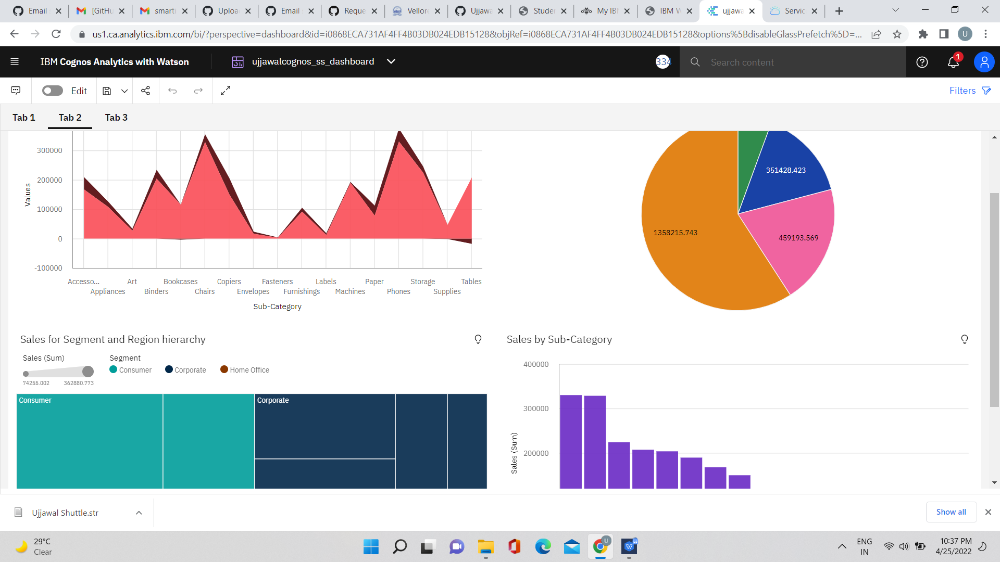 Email
[GitHu
smarti
Uploa
Email
Reque
Vellore
Ujjawa
Studen
My IBM
IBM W
ujjawa
Servic
us1.ca.analytics.ibm.com/bi/?perspective=dashboard&id=i0868ECA731AF4FF4B03DB024EDB15128&objRef=i0868ECA731AF4FF4B03DB024EDB15128&options%5BdisableGlassPrefetch%5D=...
U
IBM Cognos Analytics with Watson
ujjawalcognos_ss_dashboard
334
Search content
1
Edit
Filters
Tab 1 Tab 2 Tab 3
300000
200000
100000
0
-100000
Values
Accesso... Art Bookcases Copiers Fasteners Labels Paper Storage Tables
Appliances Binders Chairs Envelopes Furnishings Machines Phones Supplies
Sub-Category
351428.423
1358215.743
459193.569
Sales for Segment and Region hierarchy
Sales (Sum)
74255.002 362880.773
Segment
Consumer Corporate Home Office
Consumer
Corporate
Sales by Sub-Category
400000
300000
200000
Sales (Sum)
Ujjawal Shuttle.str
Show all
29°C
Clear
U
W
ENG
IN
10:37 PM
4/25/2022